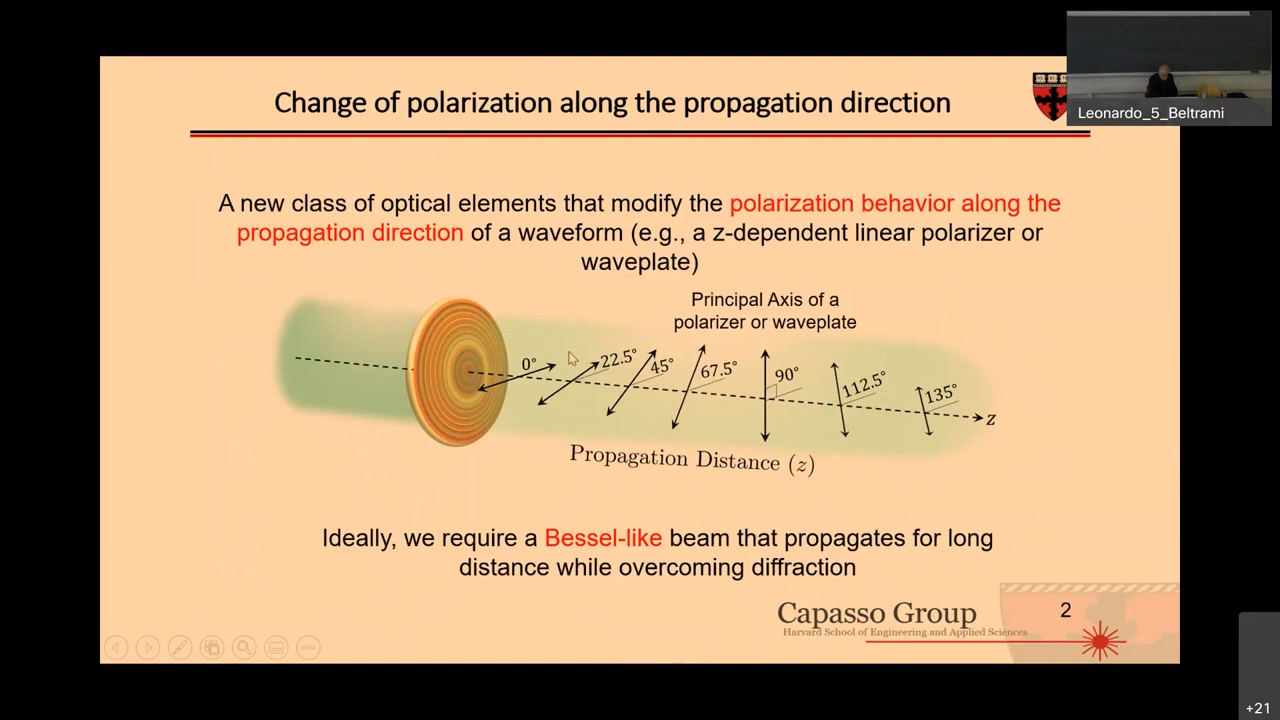 Change of polarization along the propagation direction
Leonardo_5_Beltrami
A new class of optical elements that modify the polarization behavior along the
propagation direction of a waveform (e.g., a z-dependent linear polarizer or
waveplate)
Principal Axis of a
polarizer or waveplate
0°
22.5°
45°
67.5°
90°
112.5°
135°
z
Propagation Distance (z)
Ideally, we require a Bessel-like beam that propagates for long
distance while overcoming diffraction
Capasso Group
Harvard School of Engineering and Applied Sciences
2
+21